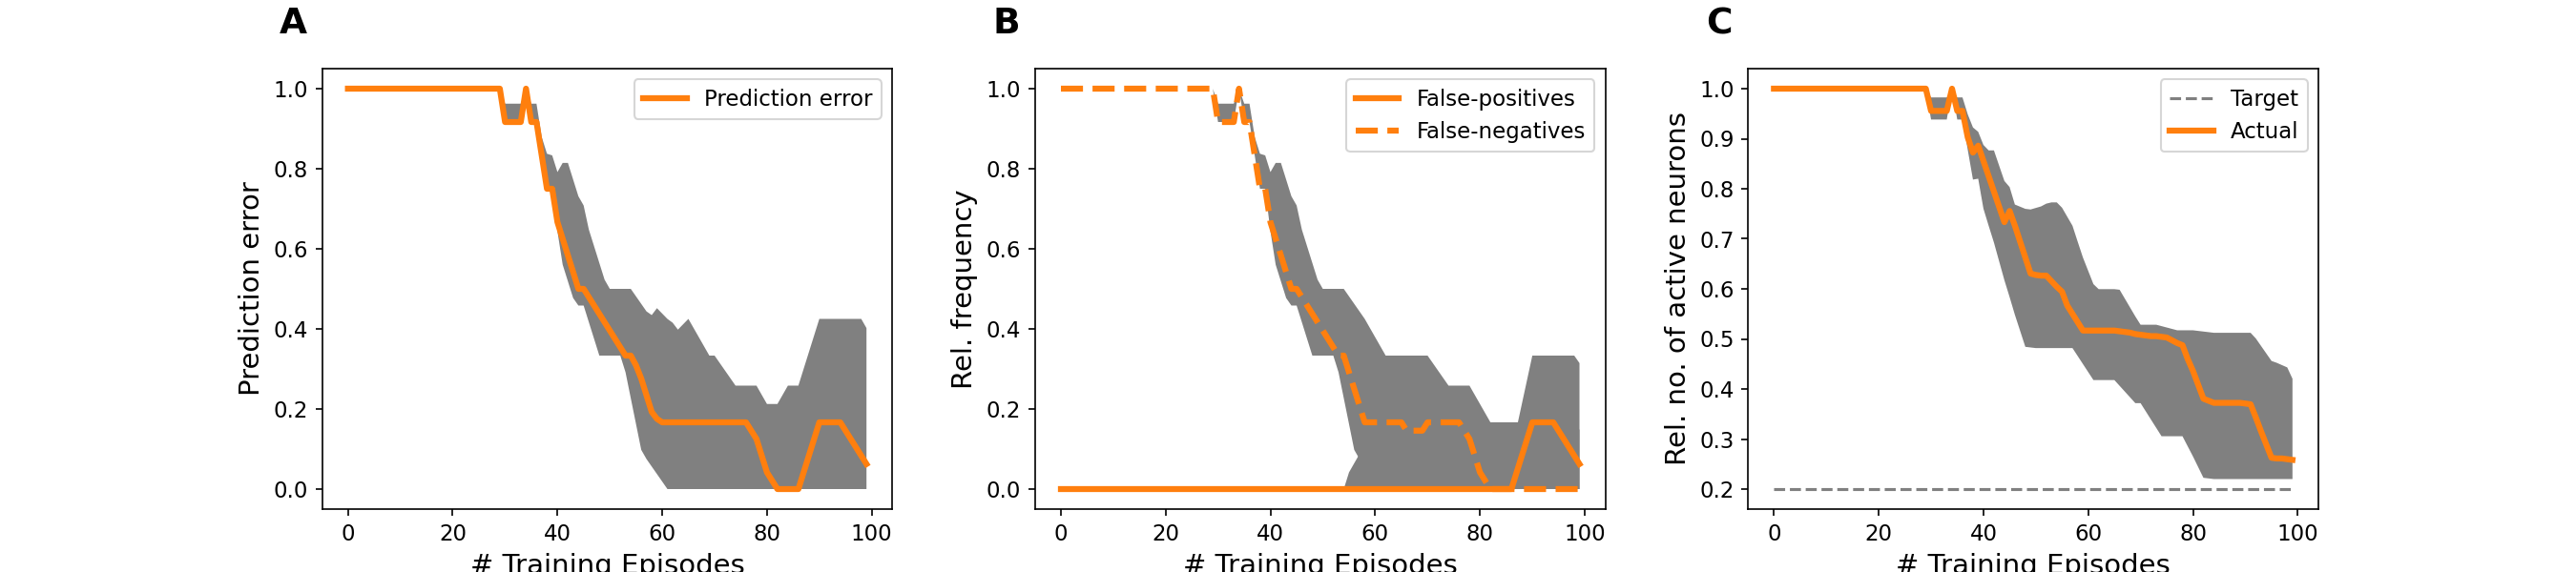 A
B
C
1.0
0.8
0.6
0.4
0.2
0.0
Prediction error
Prediction error
0
20
40
60
80
100
# Training Episodes
1.0
0.8
0.6
0.4
0.2
0.0
Rel. frequency
False-positives
False-negatives
0
20
40
60
80
100
# Training Episodes
1.0
0.9
0.8
0.7
0.6
0.5
0.4
0.3
0.2
Rel. no. of active neurons
Target
Actual
0
20
40
60
80
100
# Training Episodes